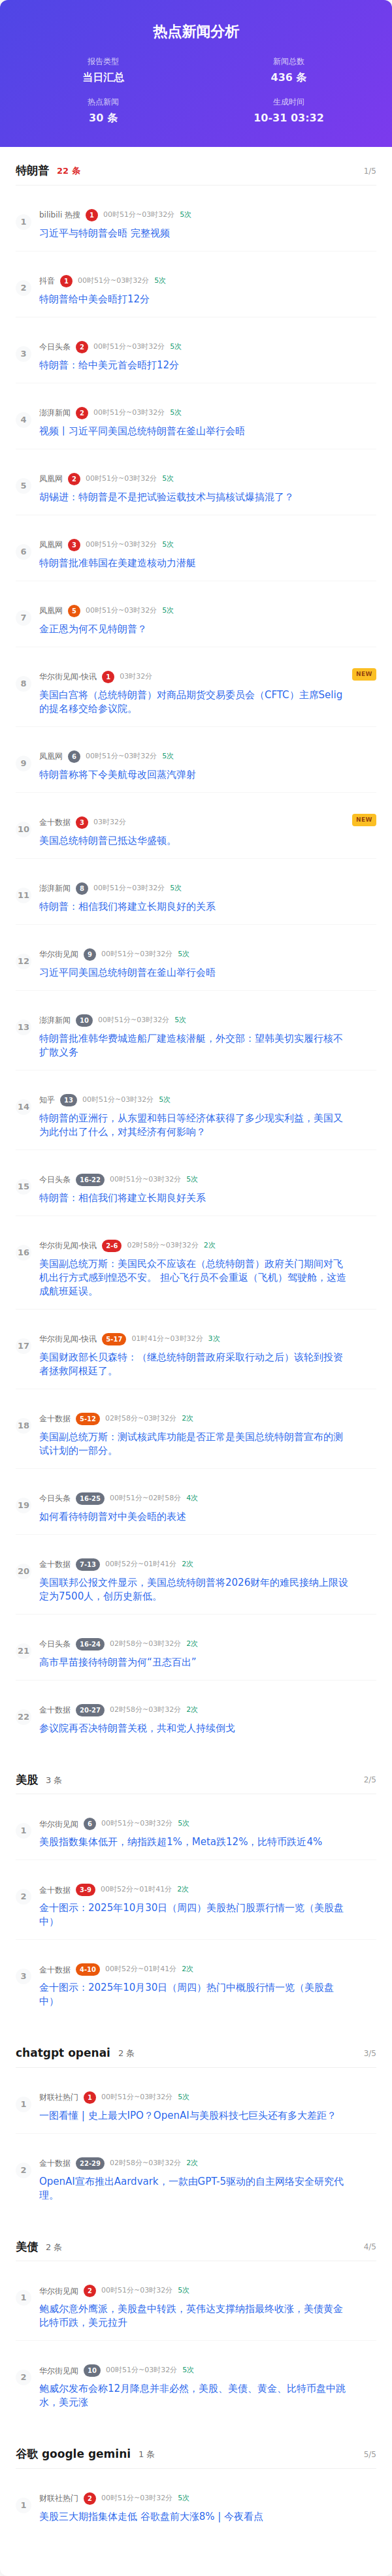 热点新闻分析
报告类型
新闻总数
当日汇总
436 条
热点新闻
生成时间
30 条
10-31 03:32
特朗普 22 条 1/5
1 bilibili 热搜 1 00时51分~03时32分 5次
习近平与特朗普会晤 完整视频
2 抖音 1 00时51分~03时32分 5次
特朗普给中美会晤打12分
3 今日头条 2 00时51分~03时32分 5次
特朗普：给中美元首会晤打12分
4 澎湃新闻 2 00时51分~03时32分 5次
视频丨习近平同美国总统特朗普在釜山举行会晤
5 凤凰网 2 00时51分~03时32分 5次
胡锡进：特朗普是不是把试验运载技术与搞核试爆搞混了？
6 凤凰网 3 00时51分~03时32分 5次
特朗普批准韩国在美建造核动力潜艇
7 凤凰网 5 00时51分~03时32分 5次
金正恩为何不见特朗普？
8 华尔街见闻-快讯 1 03时32分 NEW
美国白宫将（总统特朗普）对商品期货交易委员会（CFTC）主席Selig
的提名移交给参议院。
9 凤凰网 6 00时51分~03时32分 5次
特朗普称将下令美航母改回蒸汽弹射
10 金十数据 3 03时32分 NEW
美国总统特朗普已抵达华盛顿。
11 澎湃新闻 8 00时51分~03时32分 5次
特朗普：相信我们将建立长期良好的关系
12 华尔街见闻 9 00时51分~03时32分 5次
习近平同美国总统特朗普在釜山举行会晤
13 澎湃新闻 10 00时51分~03时32分 5次
特朗普批准韩华费城造船厂建造核潜艇，外交部：望韩美切实履行核不
扩散义务
14 知乎 13 00时51分~03时32分 5次
特朗普的亚洲行，从东盟和韩日等经济体获得了多少现实利益，美国又
为此付出了什么，对其经济有何影响？
15 今日头条 16-22 00时51分~03时32分 5次
特朗普：相信我们将建立长期良好关系
16 华尔街见闻-快讯 2-6 02时58分~03时32分 2次
美国副总统万斯：美国民众不应该在（总统特朗普）政府关门期间对飞
机出行方式感到惶恐不安。 担心飞行员不会重返（飞机）驾驶舱，这造
成航班延误。
17 华尔街见闻-快讯 5-17 01时41分~03时32分 3次
美国财政部长贝森特：（继总统特朗普政府采取行动之后）该轮到投资
者拯救阿根廷了。
18 金十数据 5-12 02时58分~03时32分 2次
美国副总统万斯：测试核武库功能是否正常是美国总统特朗普宣布的测
试计划的一部分。
19 今日头条 16-25 00时51分~02时58分 4次
如何看待特朗普对中美会晤的表述
20 金十数据 7-13 00时52分~01时41分 2次
美国联邦公报文件显示，美国总统特朗普将2026财年的难民接纳上限设
定为7500人，创历史新低。
21 今日头条 16-24 02时58分~03时32分 2次
高市早苗接待特朗普为何“丑态百出”
22 金十数据 20-27 02时58分~03时32分 2次
参议院再否决特朗普关税，共和党人持续倒戈
美股 3 条 2/5
1 华尔街见闻 6 00时51分~03时32分 5次
美股指数集体低开，纳指跌超1%，Meta跌12%，比特币跌近4%
2 金十数据 3-9 00时52分~01时41分 2次
金十图示：2025年10月30日（周四）美股热门股票行情一览（美股盘
中）
3 金十数据 4-10 00时52分~01时41分 2次
金十图示：2025年10月30日（周四）热门中概股行情一览（美股盘
中）
chatgpt openai 2 条 3/5
1 财联社热门 1 00时51分~03时32分 5次
一图看懂 | 史上最大IPO？OpenAI与美股科技七巨头还有多大差距？
2 金十数据 22-29 02时58分~03时32分 2次
OpenAI宣布推出Aardvark，一款由GPT-5驱动的自主网络安全研究代
理。
美债 2 条 4/5
1 华尔街见闻 2 00时51分~03时32分 5次
鲍威尔意外鹰派，美股盘中转跌，英伟达支撑纳指最终收涨，美债黄金
比特币跌，美元拉升
2 华尔街见闻 10 00时51分~03时32分 5次
鲍威尔发布会称12月降息并非必然，美股、美债、黄金、比特币盘中跳
水，美元涨
谷歌 google gemini 1 条 5/5
1 财联社热门 2 00时51分~03时32分 5次
美股三大期指集体走低 谷歌盘前大涨8% | 今夜看点